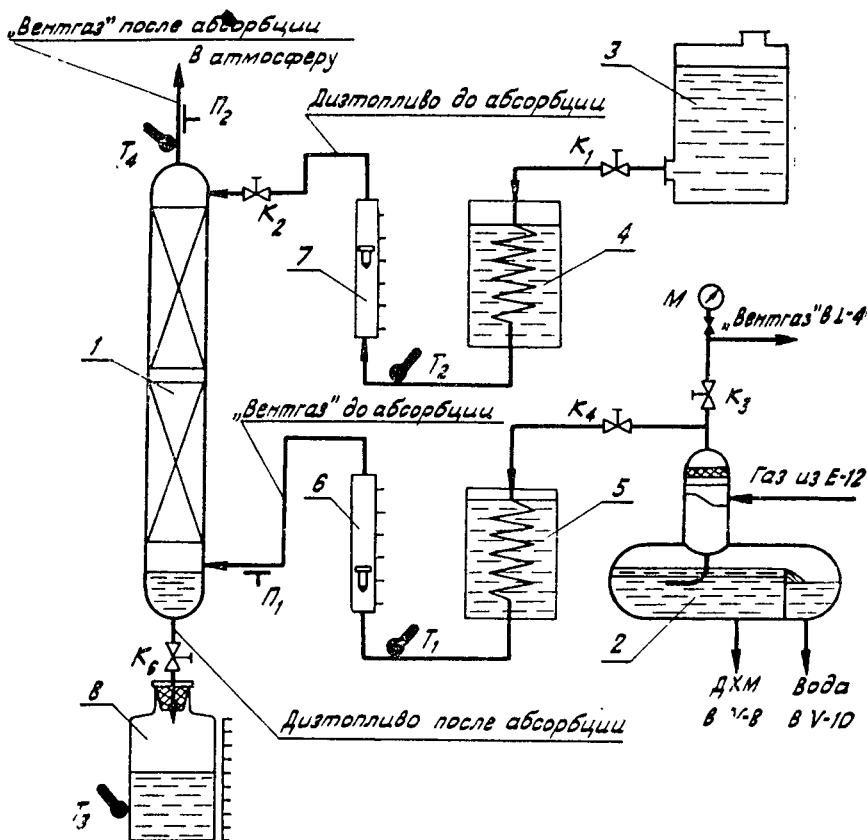 „Вентгаз" после абсорбции
В атмосферу
П2
Т4
Дизтопливо до абсорбции
К1
3
К2
7
4
М
„Вентгаз" в L-4
Т2
1
„Вентгаз" до абсорбции
К4
К3
6
5
Газ из Е-12
П1
Т1
2
К6
8
ДХМ
в V-8
Вода
в V-10
Дизтопливо после абсорбции
Т3